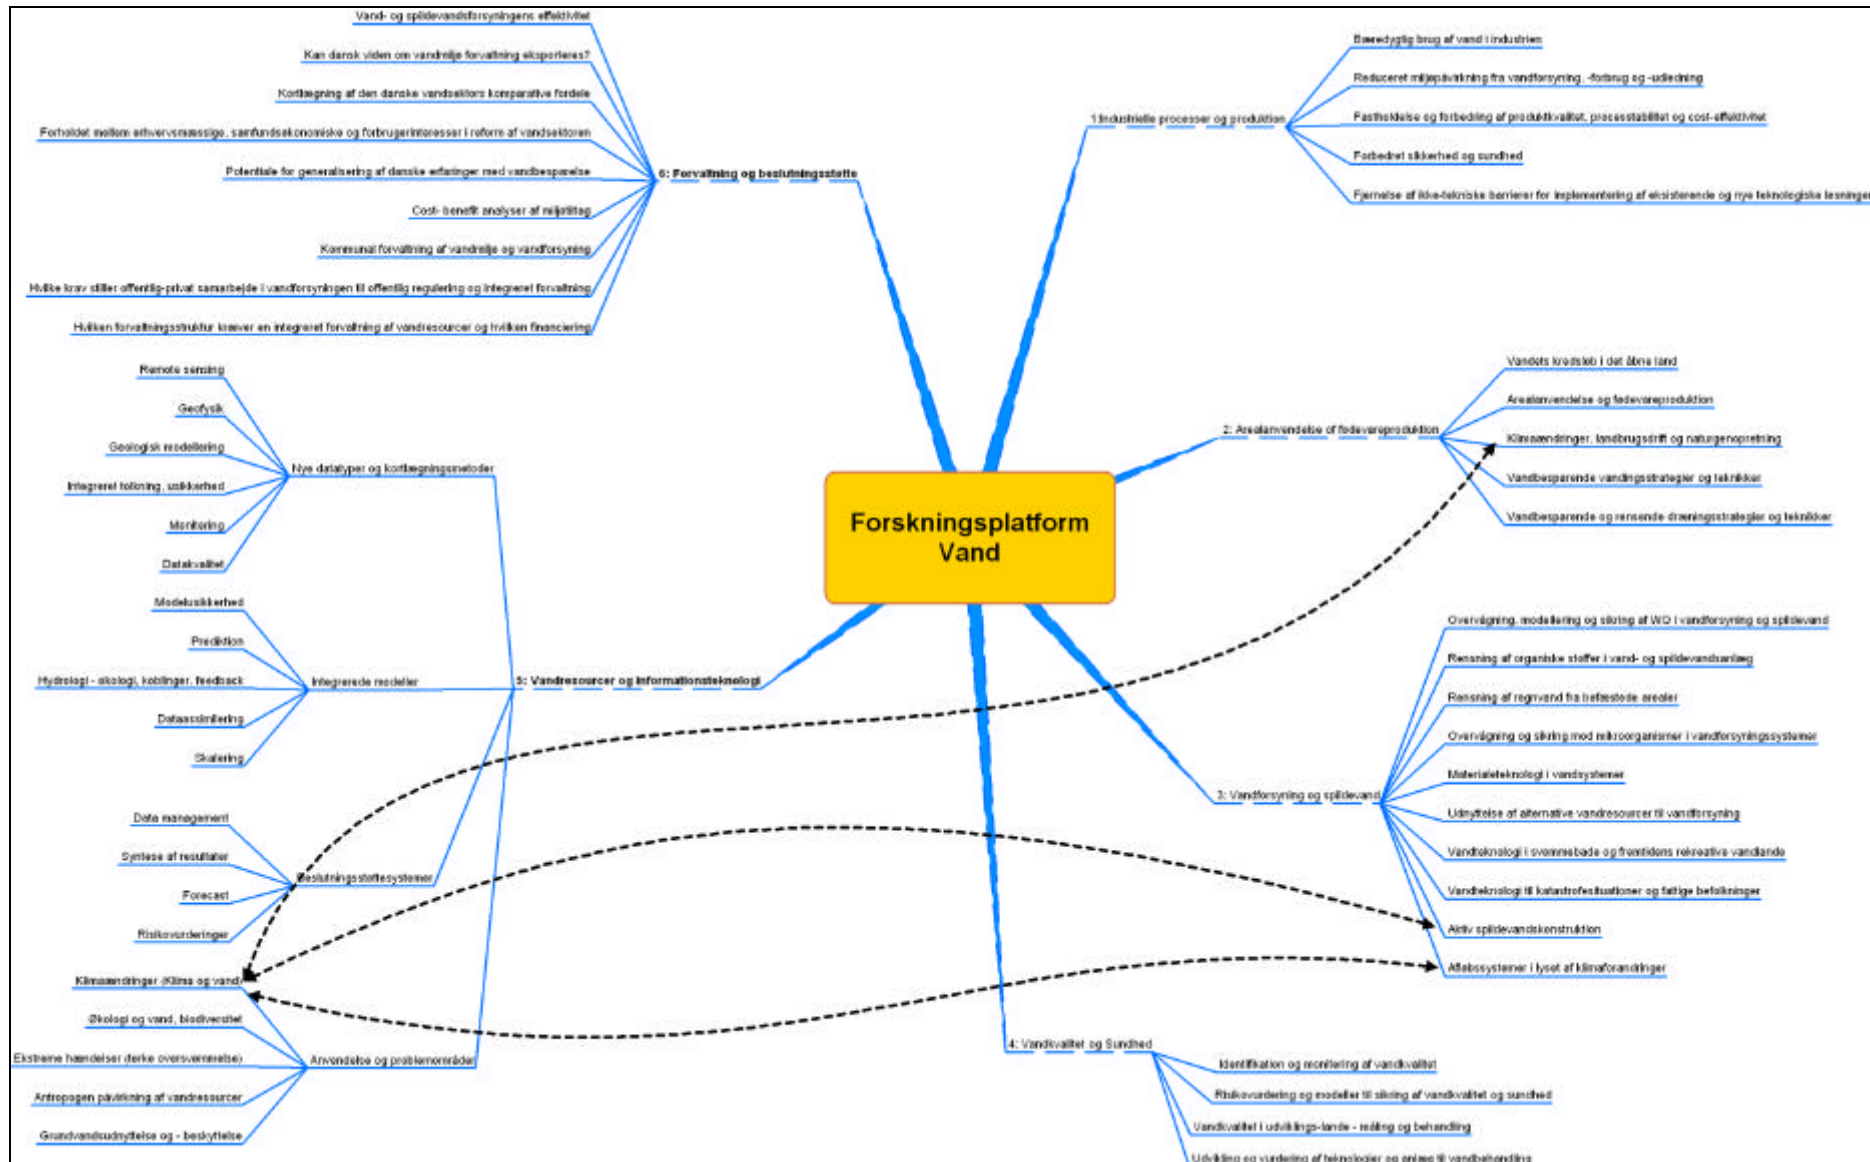 Forskningsplatform
Vand
1:Industrielle processer og produktion
Bæredygtig brug af vand i industrien
Reduceret miljøpåvirkning fra vandforsyning, -forbrug og -udledning
Fastholdelse og forbedring af produktkvalitet, processtabilitet og cost-effektivitet
Forbedret sikkerhed og sundhed
Fjernelse af ikke-tekniske barrierer for implementering af eksisterende og nye teknologiske løsninger
2: Arealanvendelse of fødevareproduktion
Vandets kredsløb i det åbne land
Arealanvendelse og fødevareproduktion
Klimaændringer, landbrugsdrift og naturgenopretning
Vandbesparende vandingsstrategier og teknikker
Vandbesparende og rensende dræningsstrategier og teknikker
3: Vandforsyning og spildevand
Overvågning, modellering og sikring af WQ i vandforsyning og spildevand
Rensning af organiske stoffer i vand- og spildevandsanlæg
Rensning af regnvand fra befæstede arealer
Overvågning og sikring mod mikroorganismer i vandforsyningssystemer
Materialeteknologi i vandsystemer
Udnyttelse af alternative vandresourcer til vandforsyning
Vandteknologi i svømmebade og fremtidens rekreative vandlande
Vandteknologi til katastrofesituationer og fattige befolkninger
Aktiv spildevandskonstruktion
Afløbssystemer i lyset af klimaforandringer
4: Vandkvalitet og Sundhed
Identifikation og monitering af vandkvalitet
Risikovurdering og modeller til sikring af vandkvalitet og sundhed
Vandkvalitet i udviklings-lande - måling og behandling
Udvikling og vurdering af teknologier og anlæg til vandbehandling
5: Vandresourcer og informationsteknologi
Nye datatyper og kortlægningsmetoder
Remote sensing
Geofysik
Geologisk modellering
Integreret tolkning, usikkerhed
Monitering
Datakvalitet
Integrerede modeller
Modelusikkerhed
Prediktion
Hydrologi - økologi, koblinger, feedback
Dataassimilering
Skalering
Beslutningsstøttesystemer
Data management
Syntese af resultater
Forecast
Risikovurderinger
Anvendelse og problemområder
Klimaændringer (Klima og vand)
Økologi og vand, biodiversitet
Ekstreme hændelser (tørke oversvømmelse)
Antropogen påvirkning af vandresourcer
Grundvandsudnyttelse og - beskyttelse
6: Forvaltning og beslutningsstøtte
Vand- og spildevandsforsyningens effektivitet
Kan dansk viden om vandmiljø forvaltning eksporteres?
Kortlægning af den danske vandsektors komparative fordele
Forholdet mellem erhvervsmæssige, samfundsøkonomiske og forbrugerinteresser i reform af vandsektoren
Potentiale for generalisering af danske erfaringer med vandbesparelse
Cost- benefit analyser af miljøtiltag
Kommunal forvaltning af vandmiljø og vandforsyning
Hvilke krav stiller offentlig-privat samarbejde i vandforsyningen til offentlig regulering og integreret forvaltning
Hvilken forvaltningsstruktur kræver en integreret forvaltning af vandresourcer og hvilken financiering